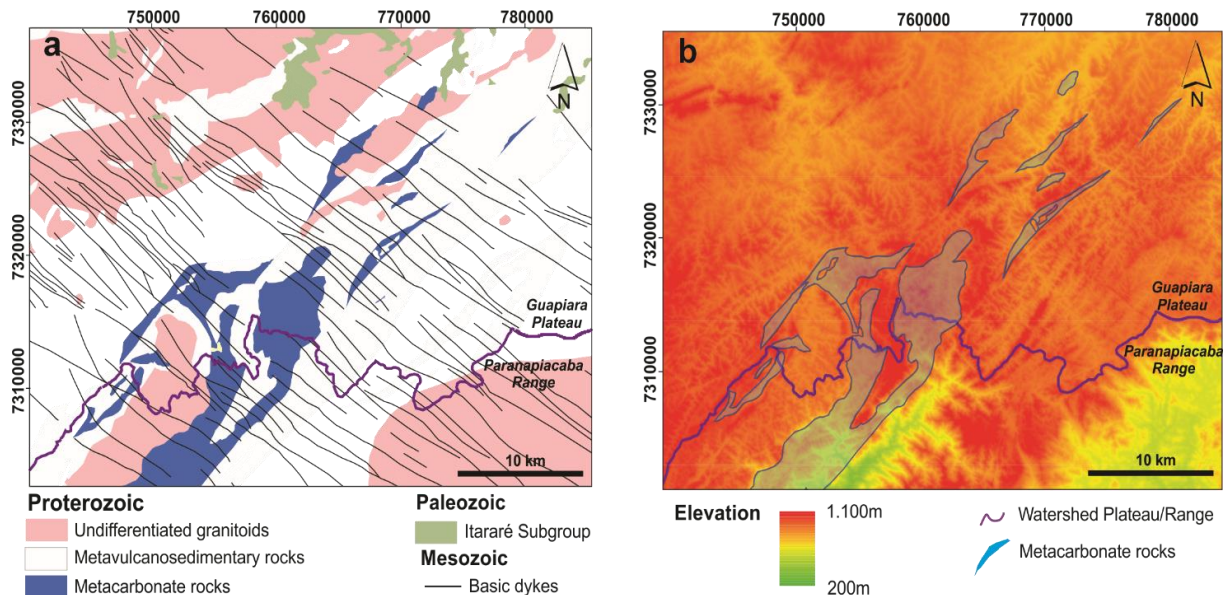 750000 760000 770000 780000
a
N
7330000
7320000
7310000
Guapiara
Plateau
Paranapiacaba
Range
10 km
Proterozoic
Undifferentiated granitoids
Metavulcanosedimentary rocks
Metacarbonate rocks
Paleozoic
Itararé Subgroup
Mesozoic
Basic dykes
750000 760000 770000 780000
b
N
7330000
7320000
7310000
Guapiara
Plateau
Paranapiacaba
Range
10 km
Elevation
1.100m
200m
Watershed Plateau/Range
Metacarbonate rocks